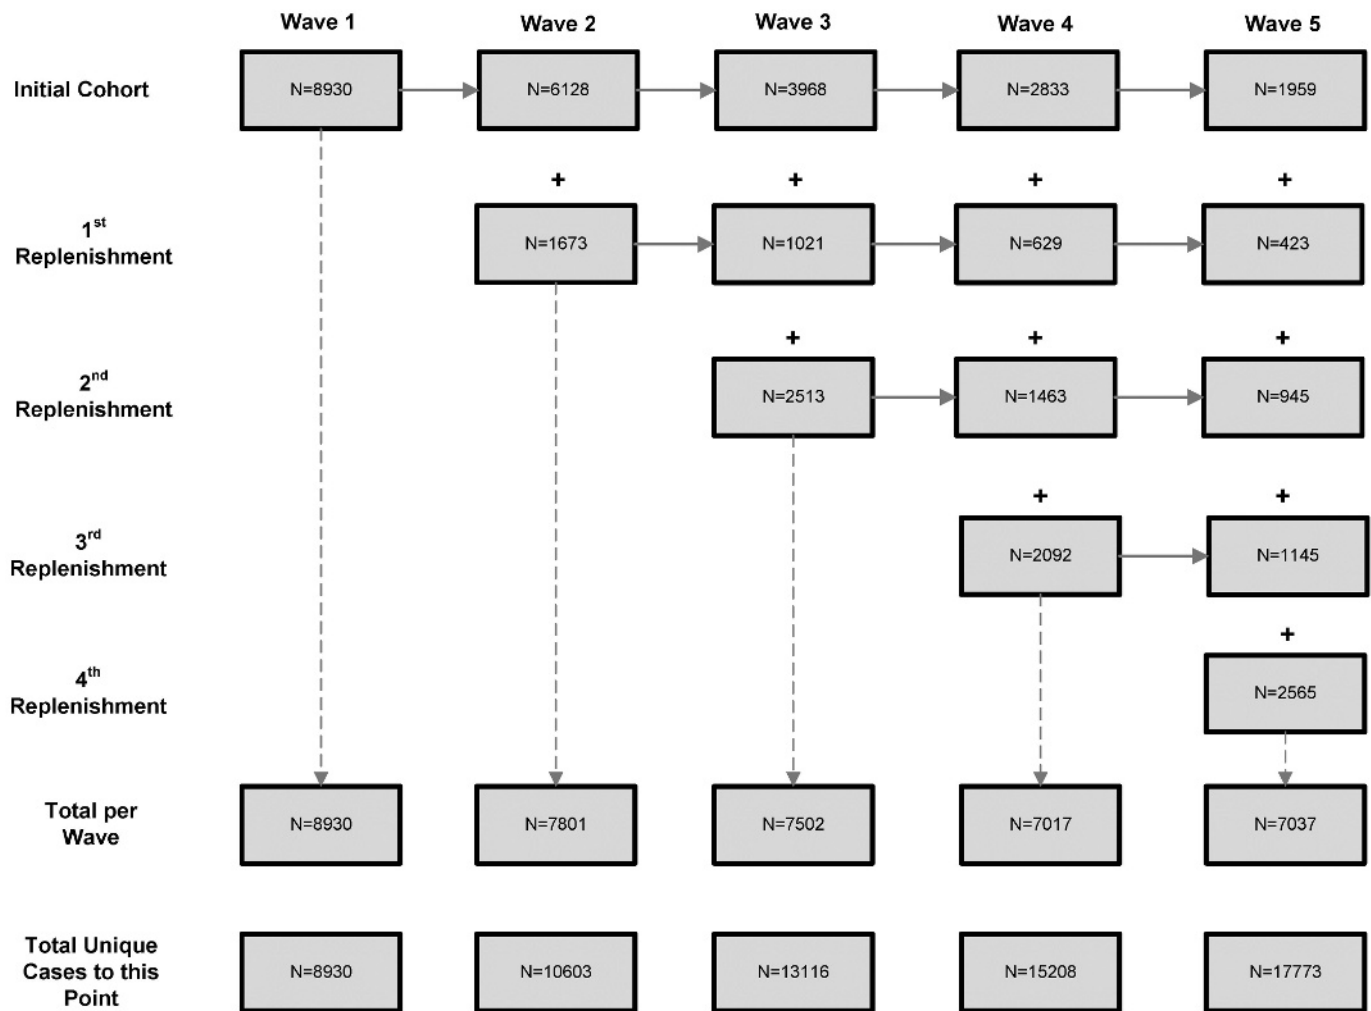 Wave 1 Wave 2 Wave 3 Wave 4 Wave 5
Initial Cohort N=8930 N=6128 N=3968 N=2833 N=1959
+ + + +
1st
Replenishment N=1673 N=1021 N=629 N=423
+ + +
2nd
Replenishment N=2513 N=1463 N=945
+ +
3rd
Replenishment N=2092 N=1145
+
4th
Replenishment N=2565
Total per
Wave N=8930 N=7801 N=7502 N=7017 N=7037
Total Unique
Cases to this N=8930 N=10603 N=13116 N=15208 N=17773
Point